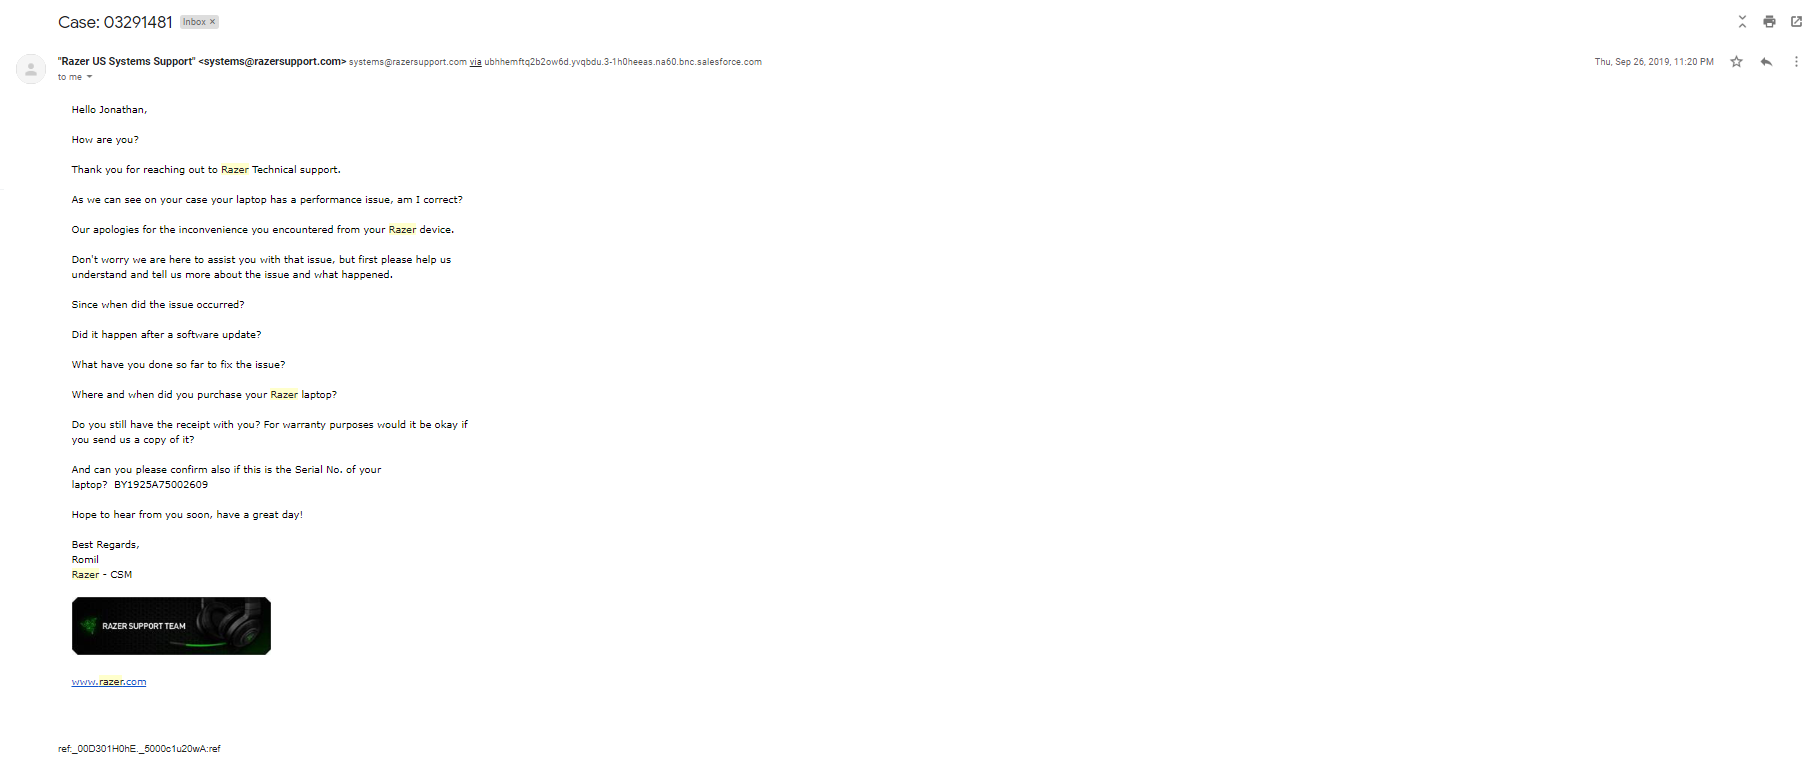 Case: 03291481 Inbox ×
"Razer US Systems Support" <systems@razersupport.com> systems@razersupport.com via ubhhemftq2b2ow6d.yvqbdu.3-1h0heeas.na60.bnc.salesforce.com Thu, Sep 26, 2019, 11:20 PM
to me
Hello Jonathan,
How are you?
Thank you for reaching out to Razer Technical support.
As we can see on your case your laptop has a performance issue, am I correct?
Our apologies for the inconvenience you encountered from your Razer device.
Don't worry we are here to assist you with that issue, but first please help us
understand and tell us more about the issue and what happened.
Since when did the issue occurred?
Did it happen after a software update?
What have you done so far to fix the issue?
Where and when did you purchase your Razer laptop?
Do you still have the receipt with you? For warranty purposes would it be okay if
you send us a copy of it?
And can you please confirm also if this is the Serial No. of your
laptop?  BY1925A75002609
Hope to hear from you soon, have a great day!
Best Regards,
Romil
Razer - CSM
RAZER SUPPORT TEAM
www.razer.com
ref:_00D301H0hE._5000c1u20wA:ref